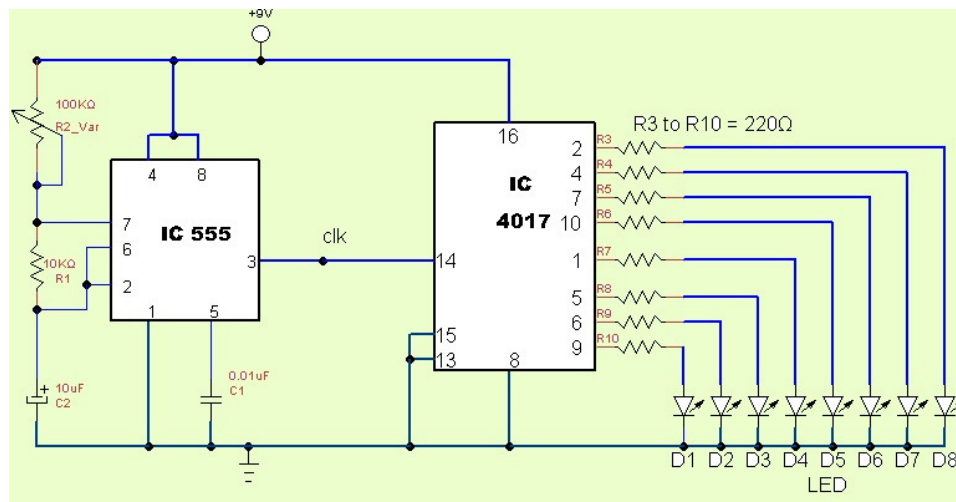 +9V
100KΩ
R2_Var
R3 to R10 = 220Ω
16
4
8
IC 555
7
6
2
3
1
5
clk
10KΩ
R1
IC
4017
14
15
13
8
2
4
7
10
1
5
6
9
R3
R4
R5
R6
R7
R8
R9
R10
+
10uF
C2
0.01uF
C1
D1 D2 D3 D4 D5 D6 D7 D8
LED